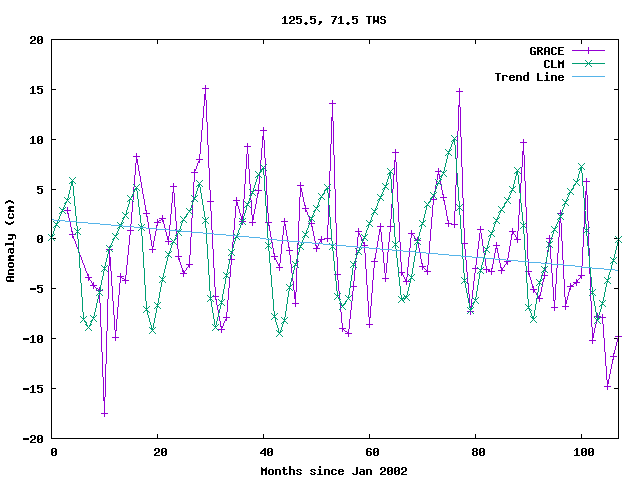 125.5, 71.5 TWS
GRACE
CLM
Trend Line
20
15
10
5
0
-5
-10
-15
-20
Anomaly (cm)
0 20 40 60 80 100
Months since Jan 2002